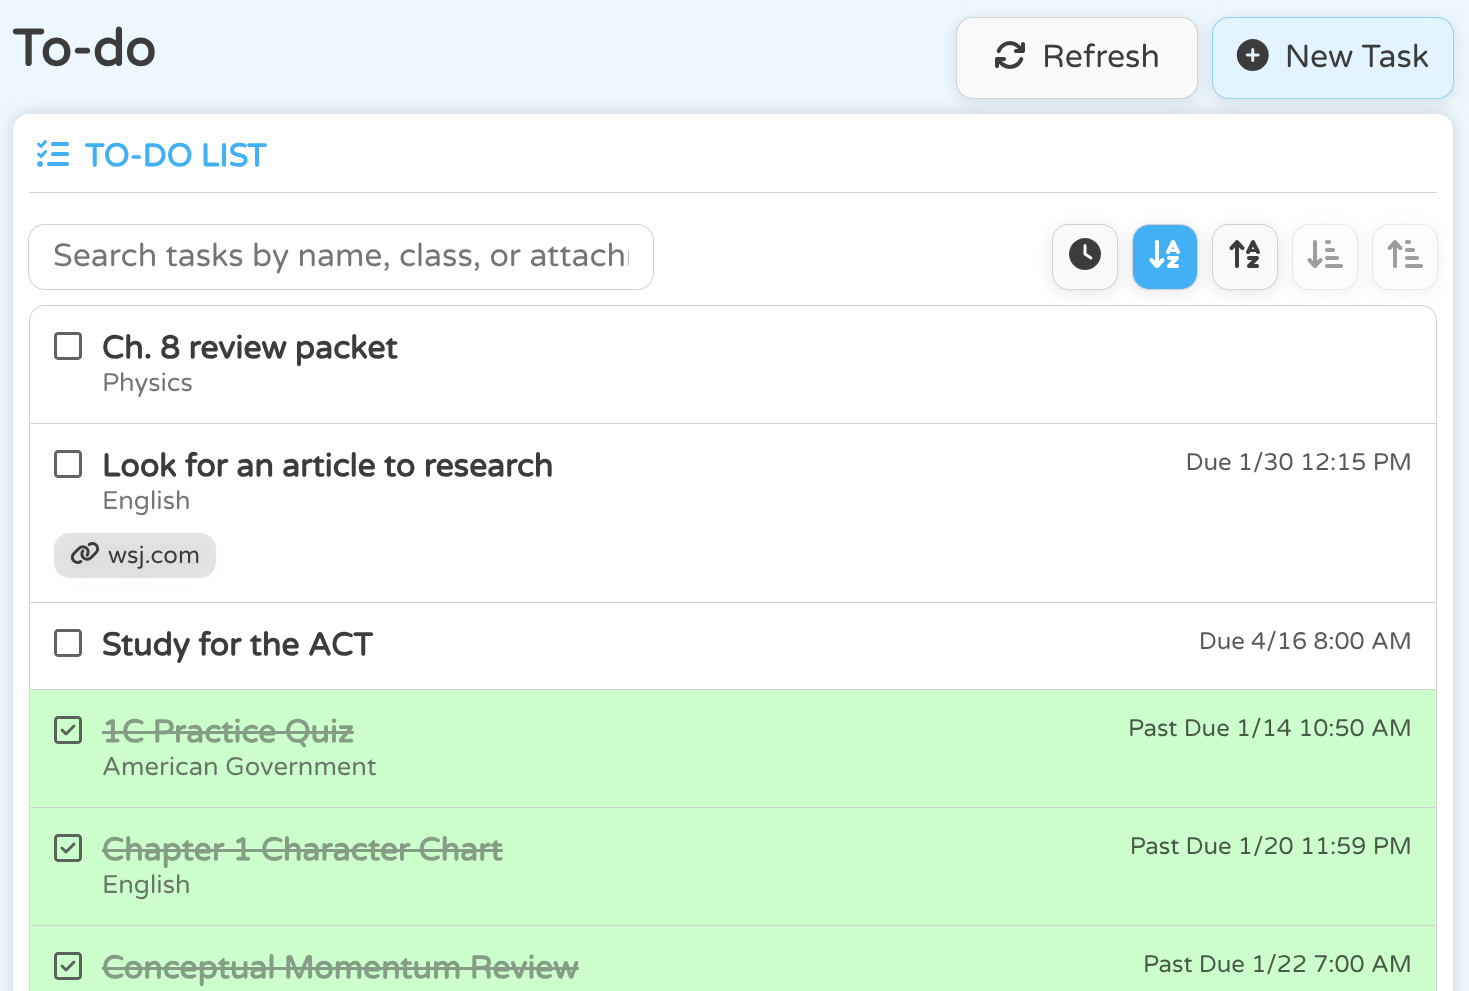 To-do
Refresh
New Task
TO-DO LIST
Search tasks by name, class, or attach
Ch. 8 review packet
Physics
Look for an article to research
Due 1/30 12:15 PM
English
wsj.com
Study for the ACT
Due 4/16 8:00 AM
1C Practice Quiz
Past Due 1/14 10:50 AM
American Government
Chapter 1 Character Chart
Past Due 1/20 11:59 PM
English
Conceptual Momentum Review
Past Due 1/22 7:00 AM